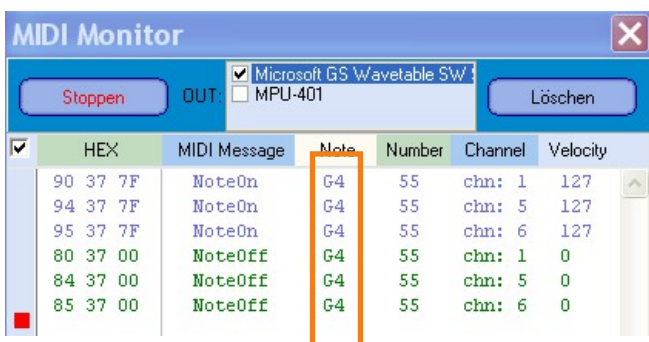 MIDI Monitor
Stoppen OUT: Microsoft GS Wavetable SW Löschen
MPU-401
HEX MIDI Message Note Number Channel Velocity
90 37 7F NoteOn G4 55 chn: 1 127
94 37 7F NoteOn G4 55 chn: 5 127
95 37 7F NoteOn G4 55 chn: 6 127
80 37 00 NoteOff G4 55 chn: 1 0
84 37 00 NoteOff G4 55 chn: 5 0
85 37 00 NoteOff G4 55 chn: 6 0